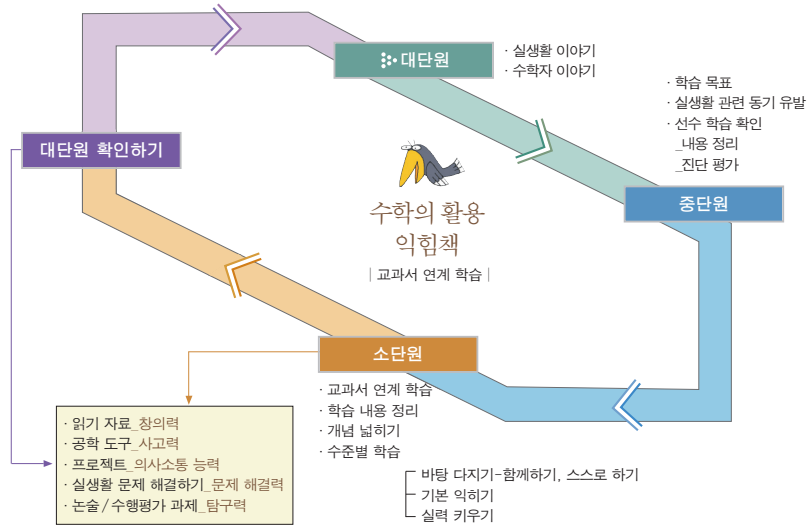 대단원
· 실생활 이야기
· 수학자 이야기
· 학습 목표
· 실생활 관련 동기 유발
· 선수 학습 확인
_내용 정리
_진단 평가
대단원 확인하기
중단원
수학의 활용
익힘책
| 교과서 연계 학습 |
소단원
· 교과서 연계 학습
· 학습 내용 정리
· 개념 넓히기
· 수준별 학습
바탕 다지기-함께하기, 스스로 하기
기본 익히기
실력 키우기
· 읽기 자료_창의력
· 공학 도구_사고력
· 프로젝트_의사소통 능력
· 실생활 문제 해결하기_문제 해결력
· 논술/수행평가 과제_탐구력